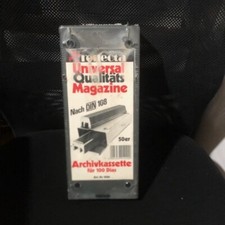 Universal
Qualitäts
Magazine
Nach DIN 108
50er
Archivkassette
für 100 Dias